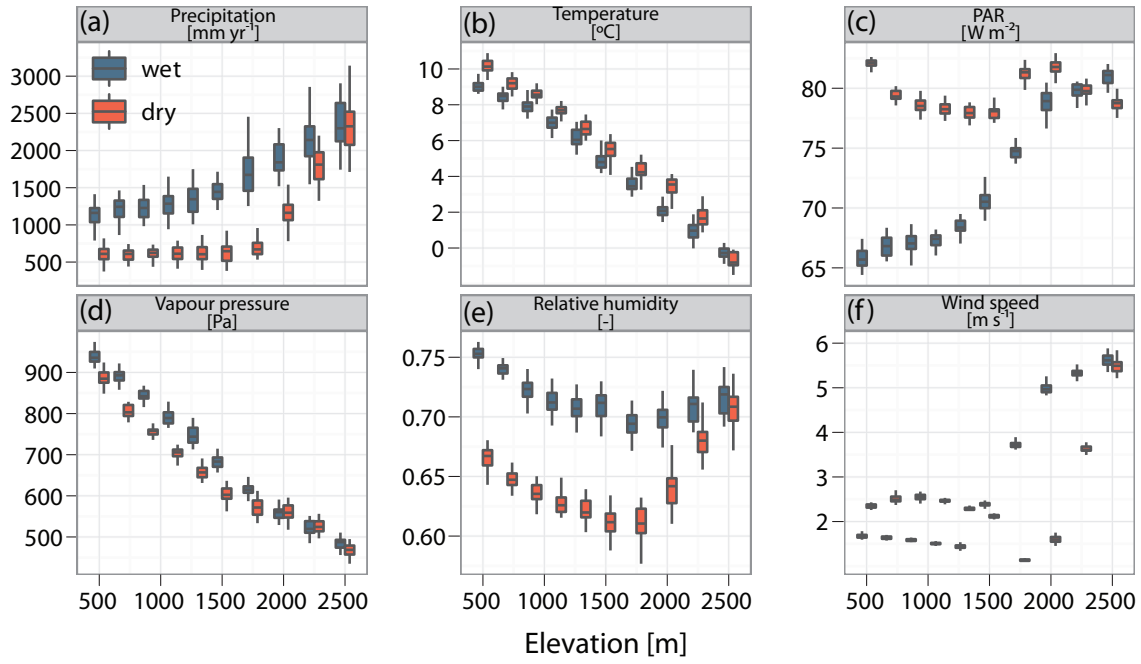 (a) Precipitation
[mm yr⁻¹]
wet
dry
3000
2500
2000
1500
1000
500
(b) Temperature
[ºC]
10
8
6
4
2
0
(c) PAR
[W m⁻²]
80
75
70
65
(d) Vapour pressure
[Pa]
900
800
700
600
500
500 1000 1500 2000 2500
(e) Relative humidity
[-]
0.75
0.70
0.65
0.60
500 1000 1500 2000 2500
(f) Wind speed
[m s⁻¹]
6
5
4
3
2
500 1000 1500 2000 2500
Elevation [m]